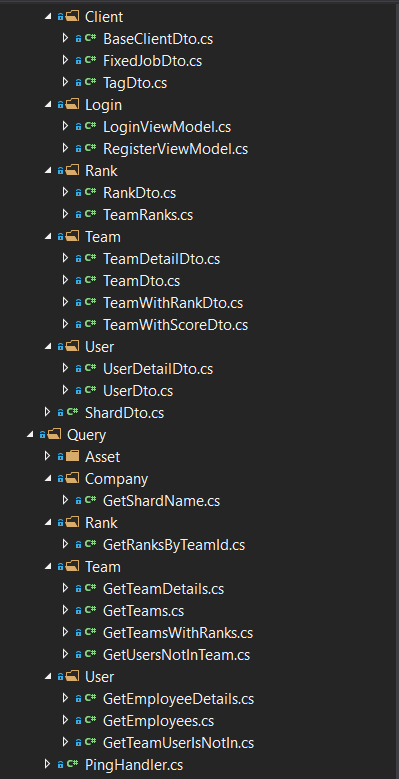 Client
C# BaseClientDto.cs
C# FixedJobDto.cs
C# TagDto.cs
Login
C# LoginViewModel.cs
C# RegisterViewModel.cs
Rank
C# RankDto.cs
C# TeamRanks.cs
Team
C# TeamDetailDto.cs
C# TeamDto.cs
C# TeamWithRankDto.cs
C# TeamWithScoreDto.cs
User
C# UserDetailDto.cs
C# UserDto.cs
C# ShardDto.cs
Query
Asset
Company
C# GetShardName.cs
Rank
C# GetRanksByTeamId.cs
Team
C# GetTeamDetails.cs
C# GetTeams.cs
C# GetTeamsWithRanks.cs
C# GetUsersNotInTeam.cs
User
C# GetEmployeeDetails.cs
C# GetEmployees.cs
C# GetTeamUserIsNotIn.cs
C# PingHandler.cs